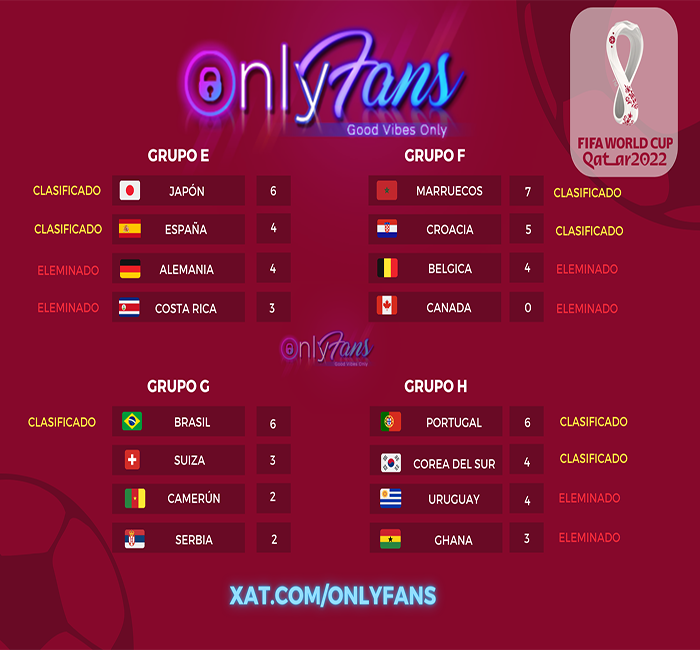 OnlyFans
Good Vibes Only
FIFA WORLD CUP
Qatar2022
GRUPO E
CLASIFICADO JAPÓN 6
CLASIFICADO ESPAÑA 4
ELEMINADO ALEMANIA 4
ELEMINADO COSTA RICA 3
GRUPO F
MARRUECOS 7 CLASIFICADO
CROACIA 5 CLASIFICADO
BELGICA 4 ELEMINADO
CANADA 0 ELEMINADO
OnlyFans
Good Vibes Only
GRUPO G
CLASIFICADO BRASIL 6
SUIZA 3
CAMERÚN 2
SERBIA 2
GRUPO H
PORTUGAL 6 CLASIFICADO
COREA DEL SUR 4 CLASIFICADO
URUGUAY 4 ELEMINADO
GHANA 3 ELEMINADO
XAT.COM/ONLYFANS